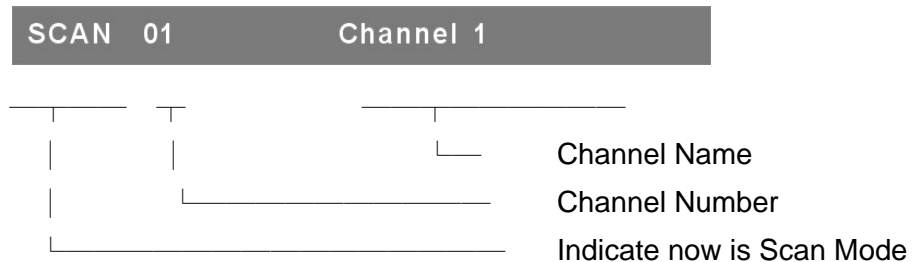 SCAN 01 Channel 1
Channel Name
Channel Number
Indicate now is Scan Mode